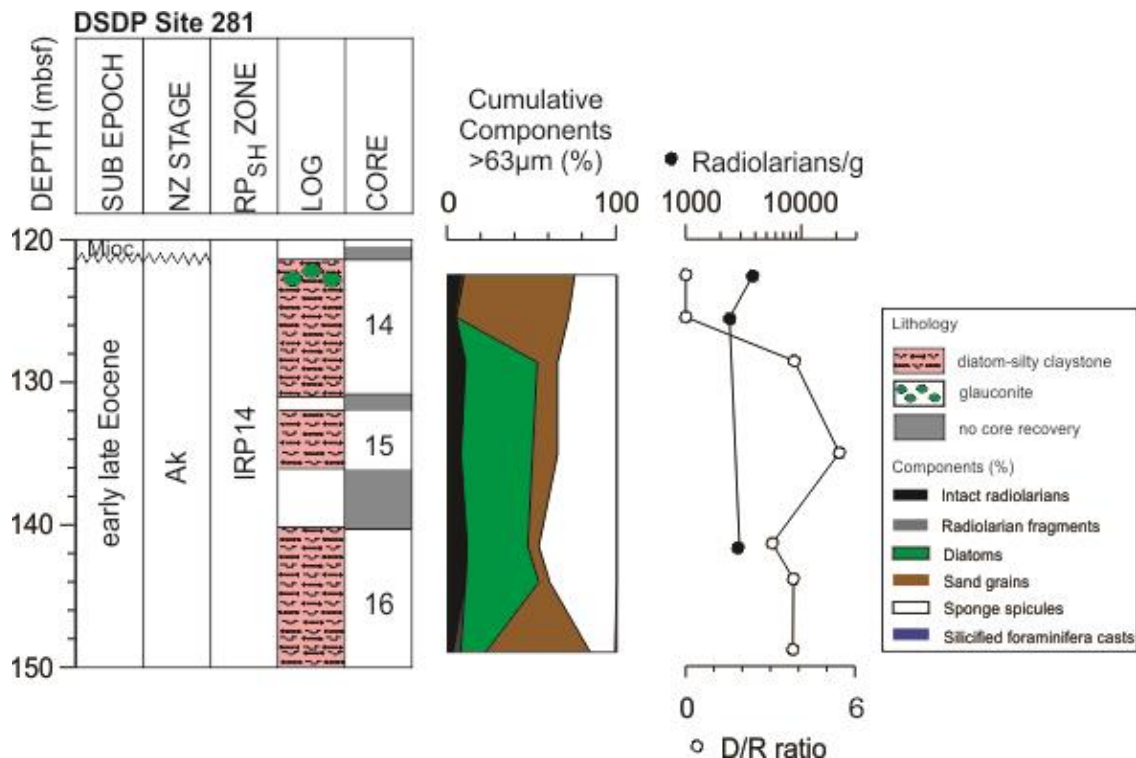 DSDP Site 281
DEPTH (mbsf)
SUB EPOCH
NZ STAGE
RPSH ZONE
LOG
CORE
Cumulative
Components
>63µm (%)
0 100
● Radiolarians/g
1000 10000
120
130
140
150
Mioc.
early late Eocene
Ak
IRP14
14
15
16
0 6
○ D/R ratio
Lithology
diatom-silty claystone
glauconite
no core recovery
Components (%)
Intact radiolarians
Radiolarian fragments
Diatoms
Sand grains
Sponge spicules
Silicified foraminifera casts